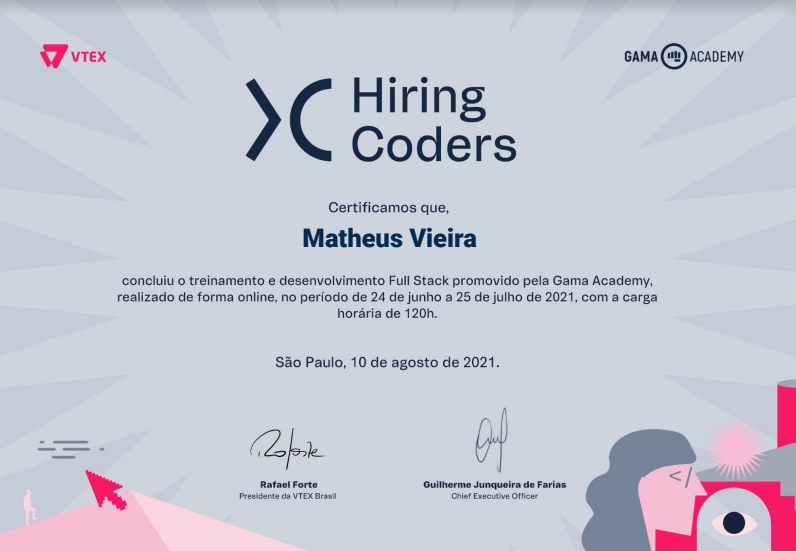 VTEX
GAMA ACADEMY
Hiring
Coders
Certificamos que,
Matheus Vieira
concluiu o treinamento e desenvolvimento Full Stack promovido pela Gama Academy,
realizado de forma online, no período de 24 de junho a 25 de julho de 2021, com a carga
horária de 120h.
São Paulo, 10 de agosto de 2021.
Rafael Forte
Presidente da VTEX Brasil
Guilherme Junqueira de Farias
Chief Executive Officer
<//